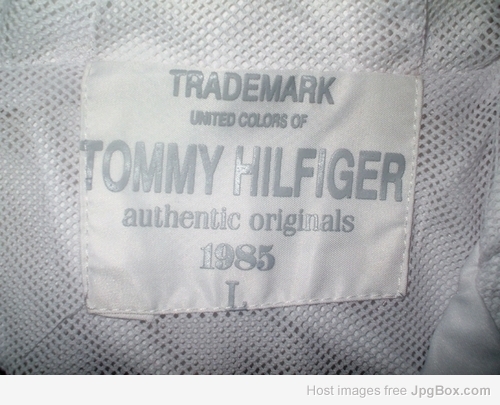 TRADEMARK
UNITED COLORS OF
TOMMY HILFIGER
authentic originals
1985
L
Host images free JpgBox.com